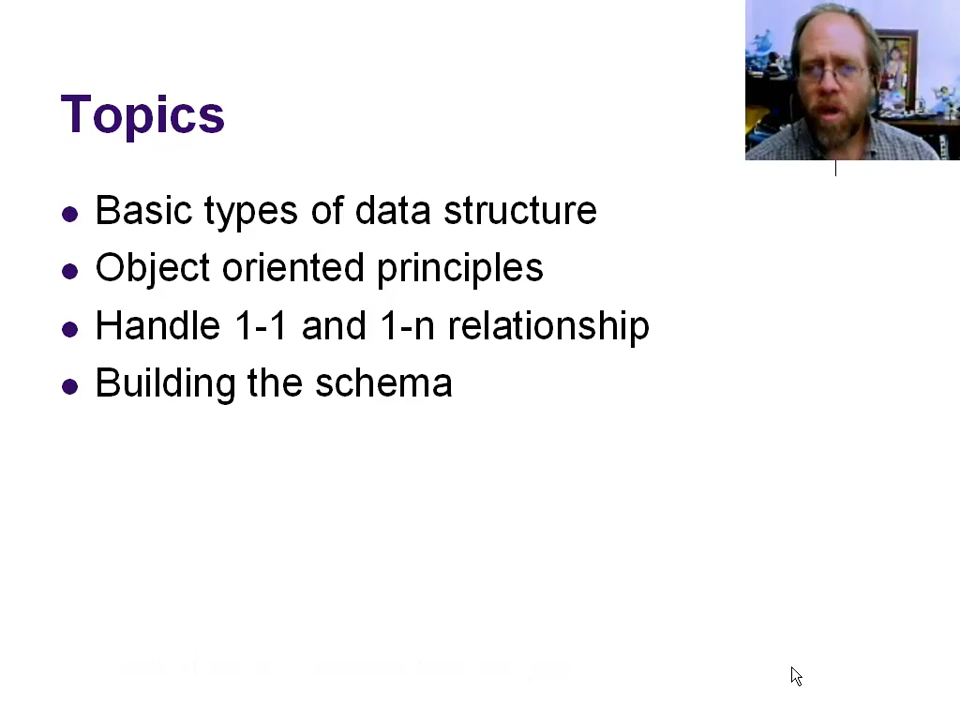 Topics
Basic types of data structure
Object oriented principles
Handle 1-1 and 1-n relationship
Building the schema